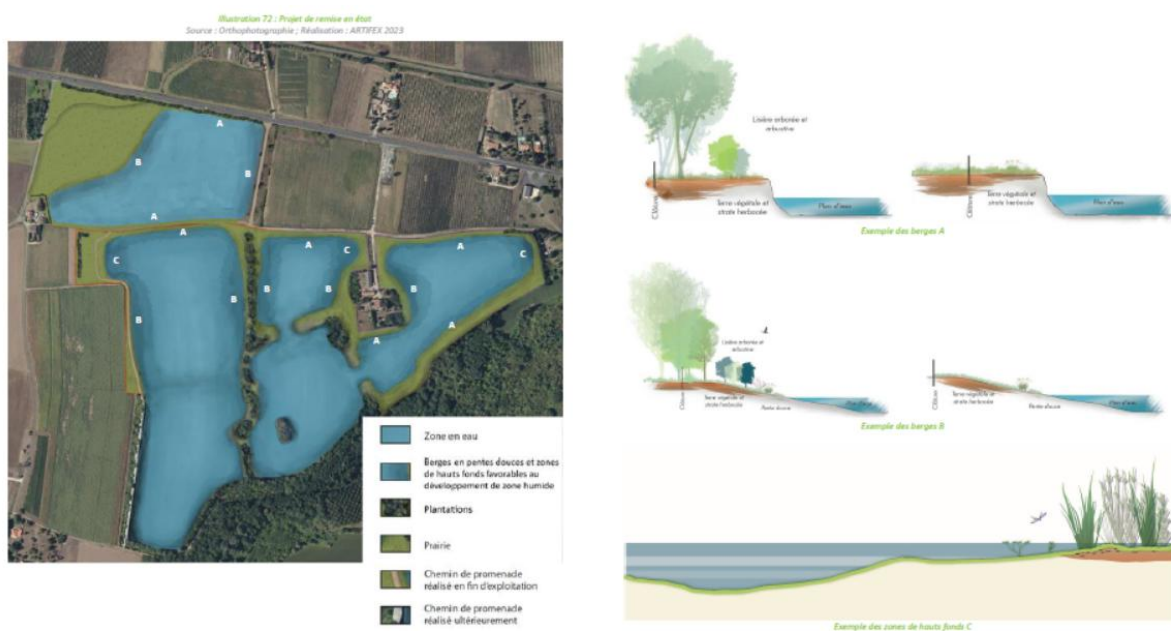 Illustration 72 : Projet de remise en état
Source : Orthophotographie ; Réalisation : ARTIFEX 2023
A
B
B
A
A
A
C
A
C
C
B
B
B
B
B
B
A
A
Zone en eau
Berges en pentes douces et zones
de hauts fonds favorables au
développement de zone humide
Plantations
Prairie
Chemin de promenade
réalisé en fin d'exploitation
Chemin de promenade
réalisé ultérieurement
Lisière arborée et
arbustive
Clôture
Terre végétale et
strate herbacée
Plan d'eau
Clôture
Terre végétale et
strate herbacée
Plan d'eau
Exemple des berges A
Lisière arborée et
arbustive
Clôture
Terre végétale et
strate herbacée
Pente douce
Plan d'eau
Clôture
Terre végétale et
strate herbacée
Pente douce
Plan d'eau
Exemple des berges B
Exemple des zones de hauts fonds C